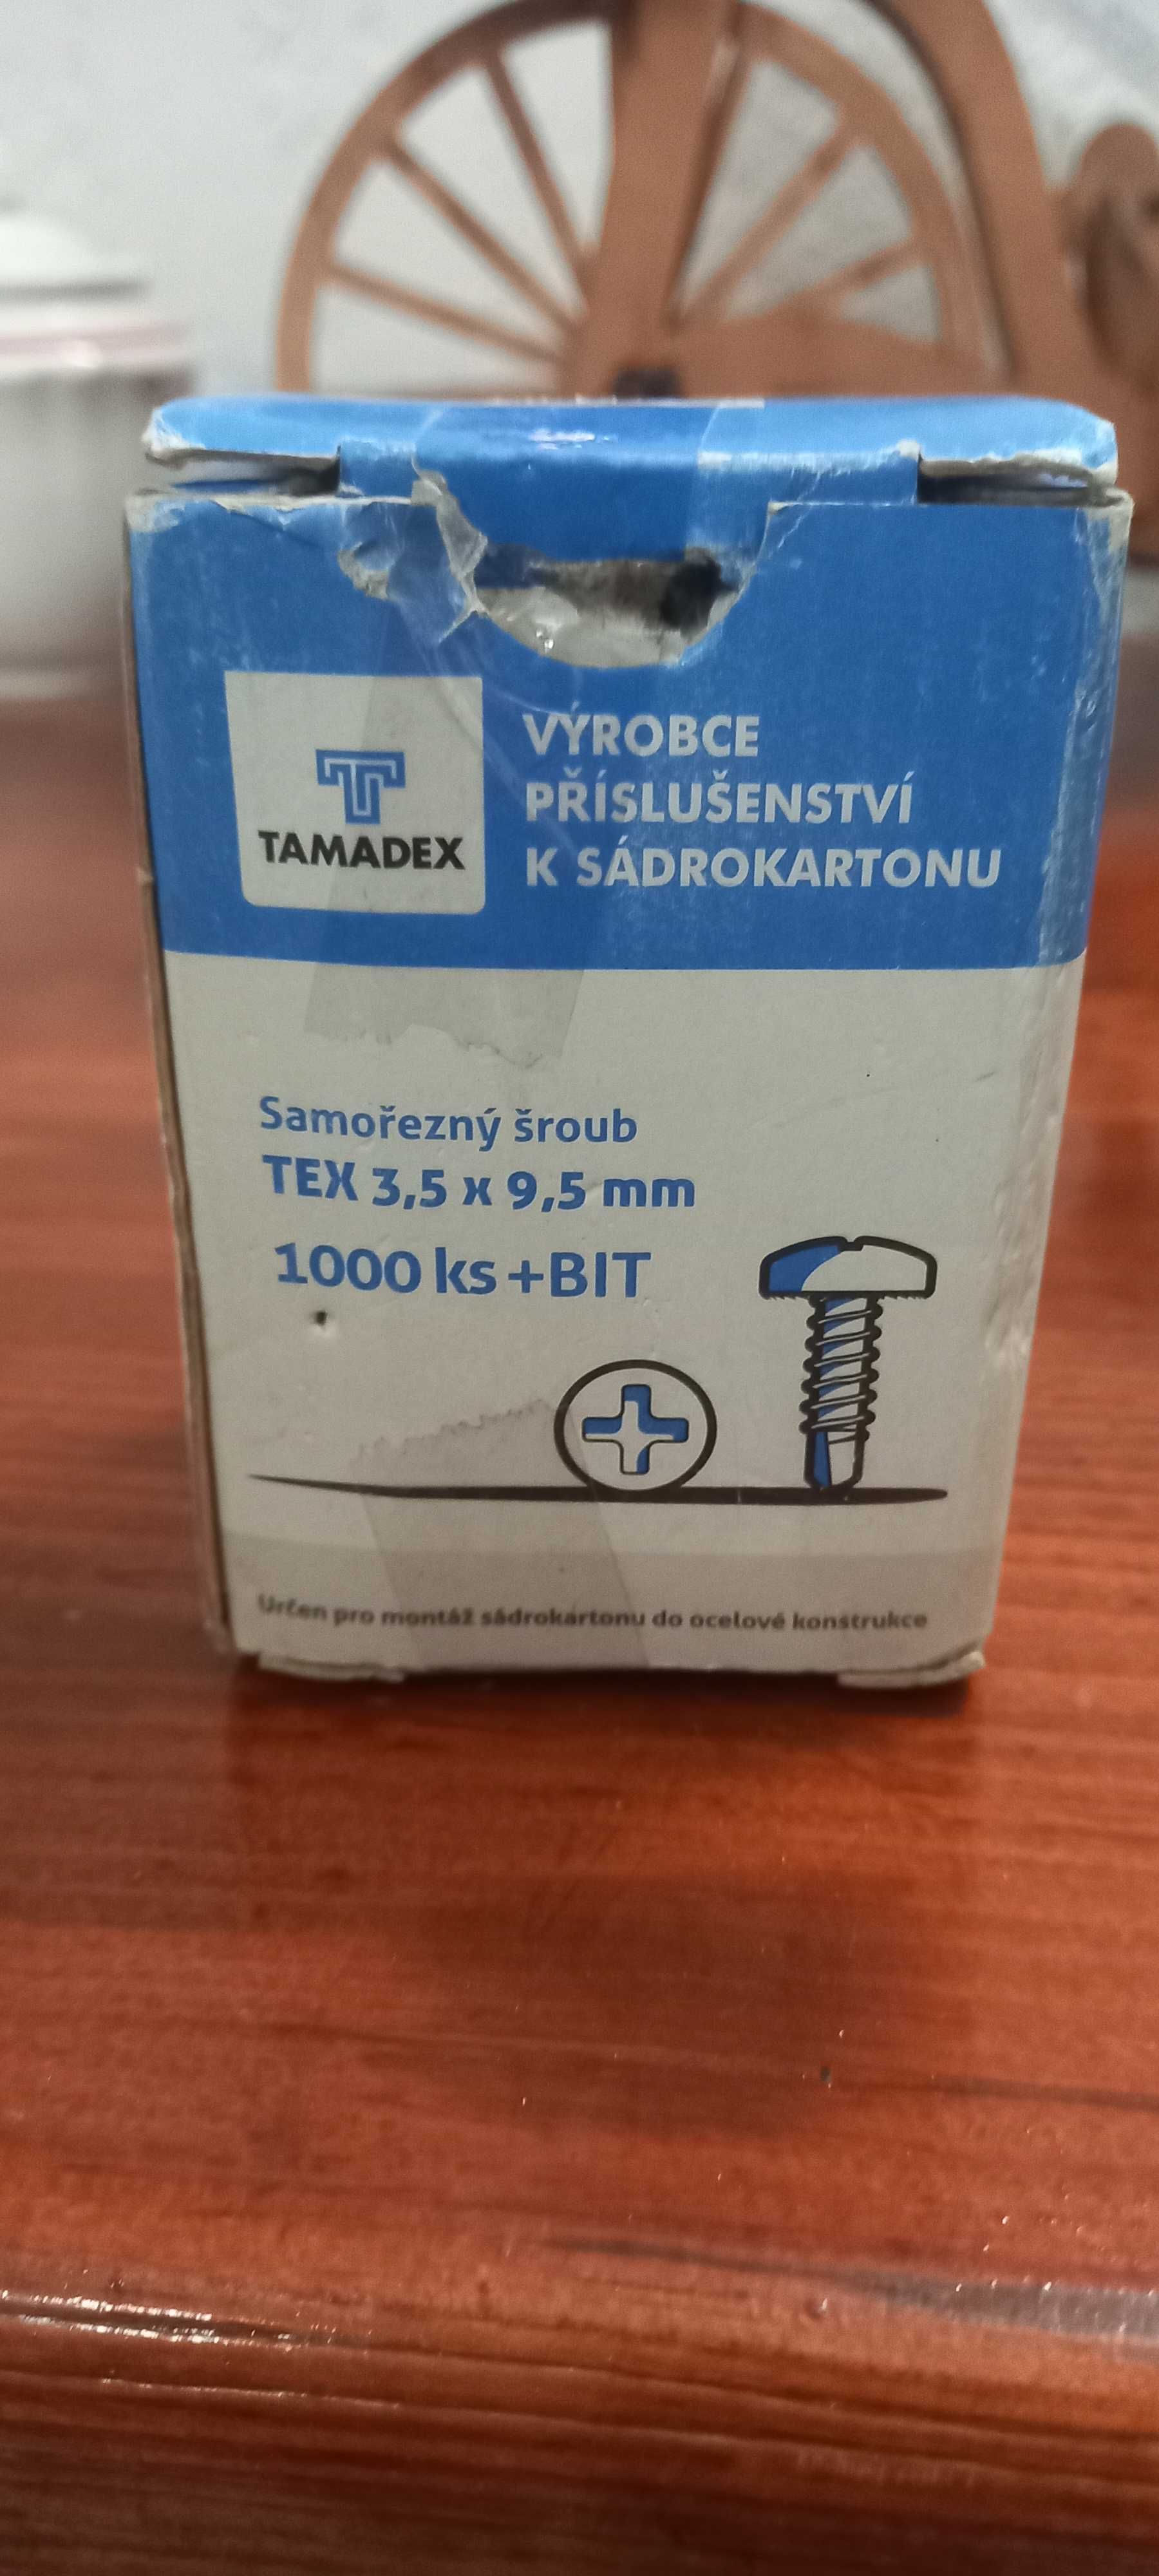 TAMADEX
VÝROBCE
PŘÍSLUŠENSTVÍ
K SÁDROKARTONU
Samořezný šroub
TEX 3,5 x 9,5 mm
1000 ks +BIT
Určen pro montáž sádrokartonu do ocelové konstrukce